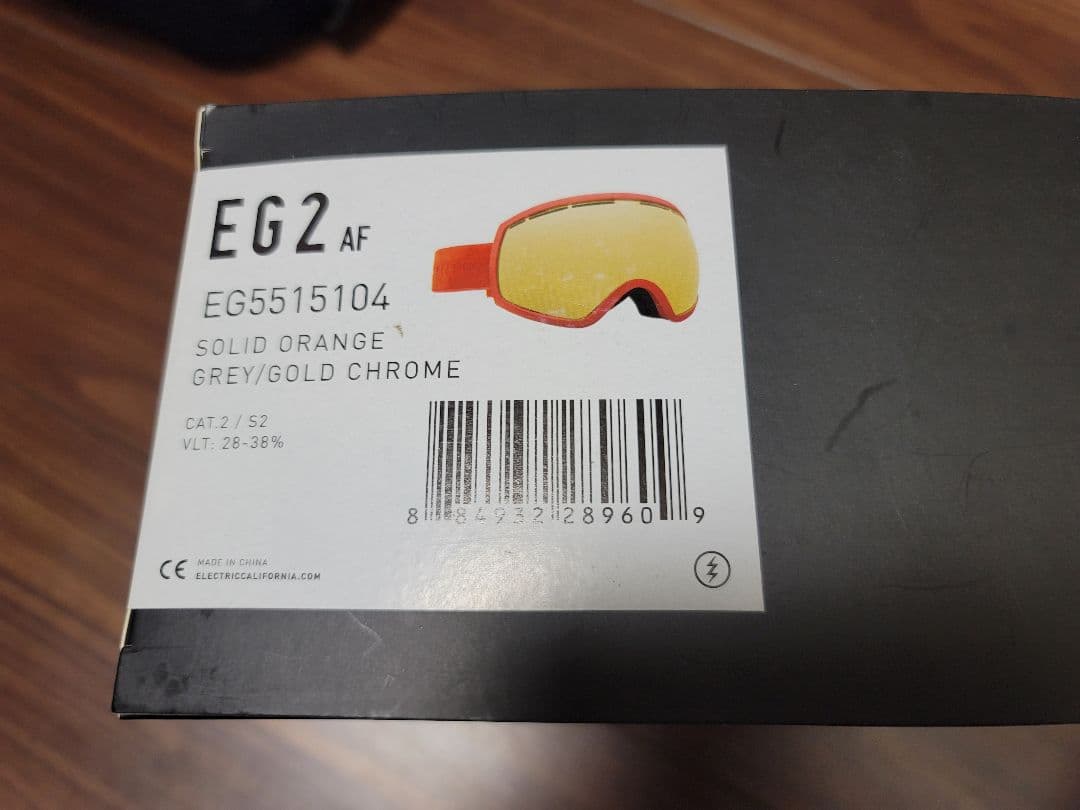 EG2 AF
EG5515104
SOLID ORANGE
GREY/GOLD CHROME
CAT.2 / S2
VLT: 28-38%
8 84932 28960 9
CE MADE IN CHINA
ELECTRICCALIFORNIA.COM